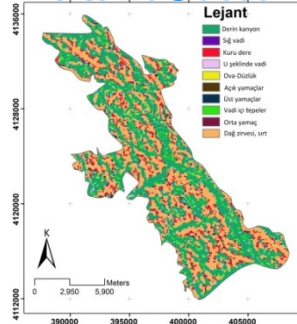 Lejant
4136000
Derin kanyon
Sığ vadi
Kuru dere
U şeklinde vadi
Ova-Düzlük
Açık yamaçlar
Üst yamaçlar
Vadi içi tepeler
Orta yamaç
Dağ zirvesi, sırt
4128000
4120000
4112000
K
Meters
0 2,950 5,900
390000 395000 400000 405000